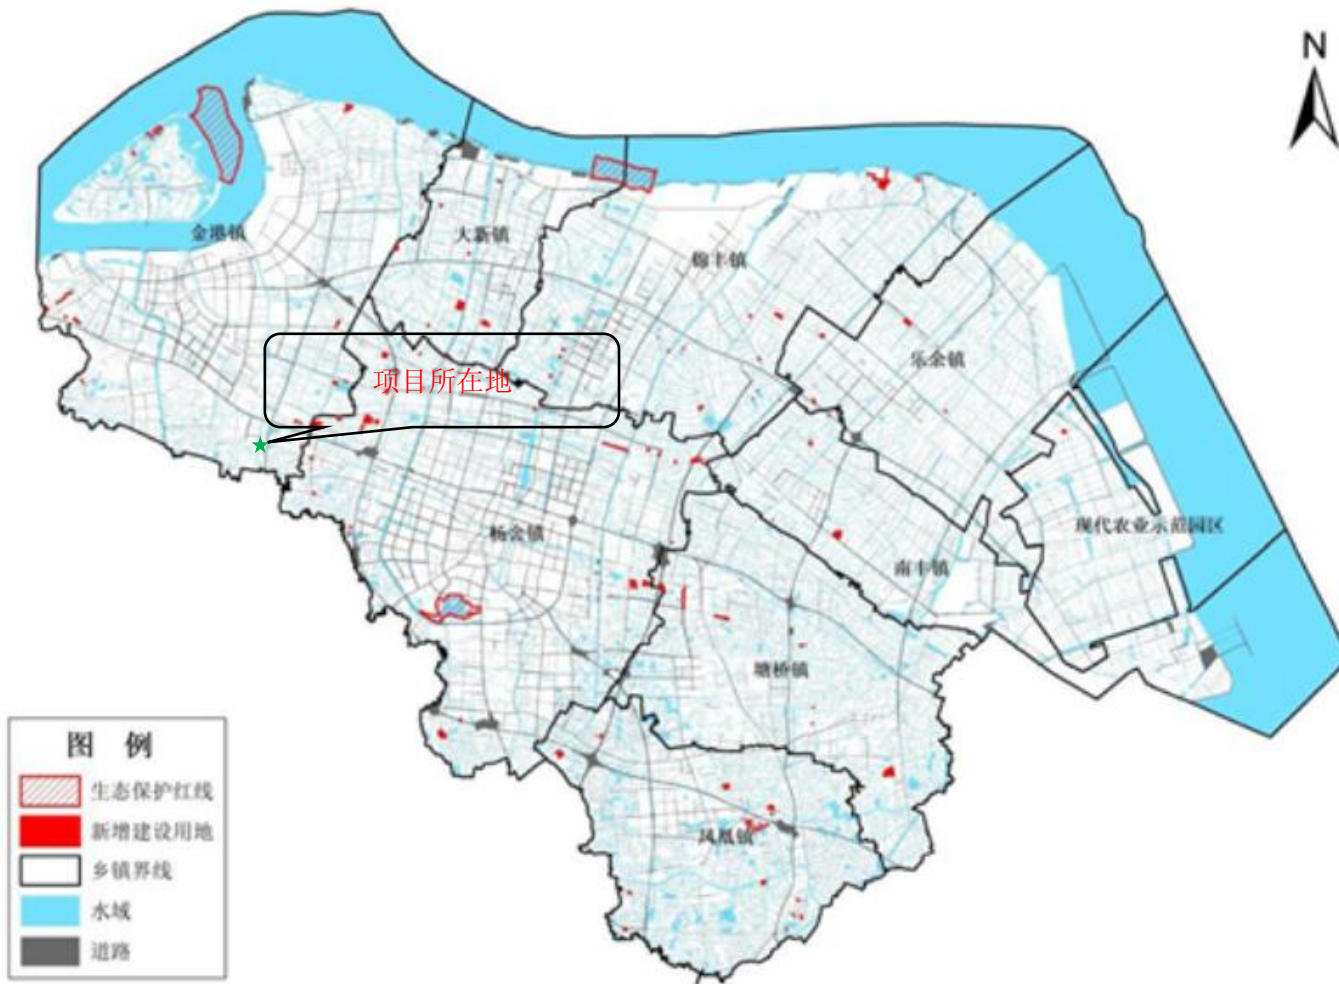 N
金港镇
大新镇
锦丰镇
乐余镇
项目所在地
杨舍镇
现代农业示范园区
南丰镇
塘桥镇
凤凰镇
图 例
生态保护红线
新增建设用地
乡镇界线
水域
道路